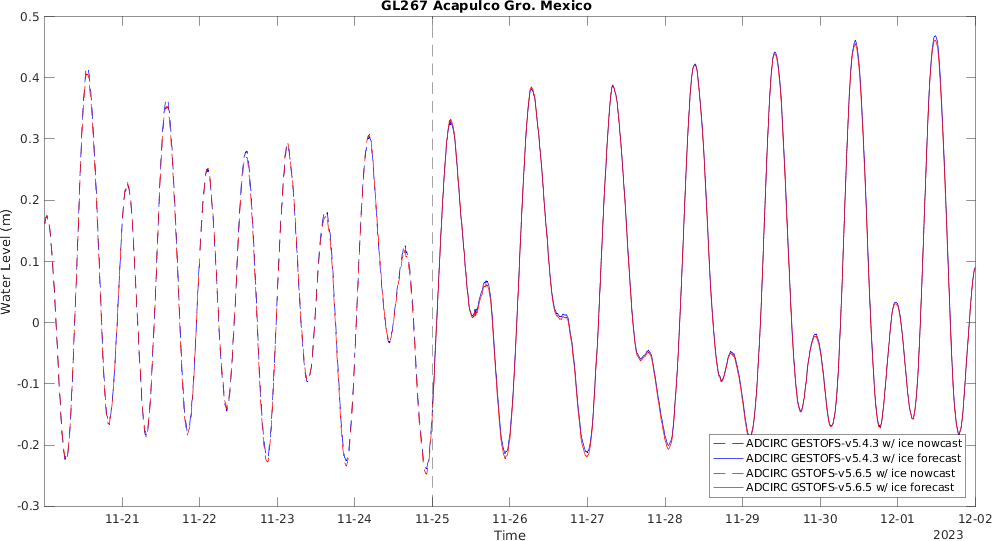 GL267 Acapulco Gro. Mexico
0.5
0.4
0.3
0.2
0.1
0
-0.1
-0.2
-0.3
Water Level (m)
ADCIRC GESTOFS-v5.4.3 w/ ice nowcast
ADCIRC GESTOFS-v5.4.3 w/ ice forecast
ADCIRC GSTOFS-v5.6.5 w/ ice nowcast
ADCIRC GSTOFS-v5.6.5 w/ ice forecast
11-21 11-22 11-23 11-24 11-25 11-26 11-27 11-28 11-29 11-30 12-01 12-02
Time
2023